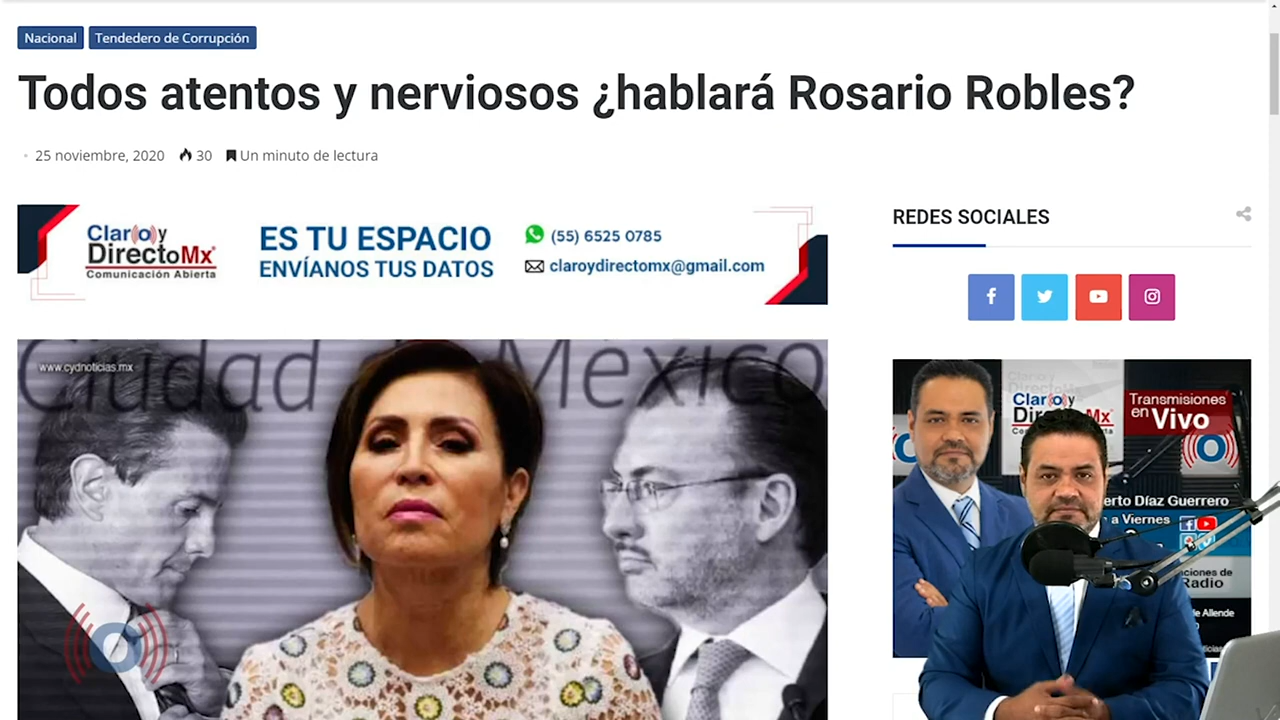 Nacional
Tendedero de Corrupción
Todos atentos y nerviosos ¿hablará Rosario Robles?
25 noviembre, 2020 30 Un minuto de lectura
Claro y
DirectoMx
Comunicación Abierta
ES TU ESPACIO
ENVÍANOS TUS DATOS
(55) 6525 0785
claroydirectomx@gmail.com
REDES SOCIALES
www.cydnoticias.mx
Ciudad d México
Claro y
DirectoMx
Transmisiones
en Vivo
erto Díaz Guerrero
a Viernes
ciones de
Radio
de Allende